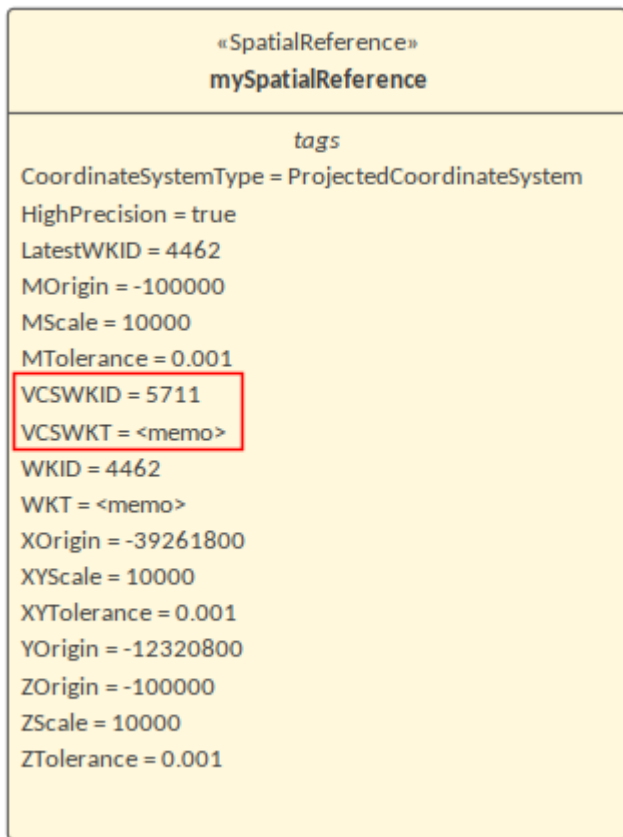 «SpatialReference»
mySpatialReference
tags
CoordinateSystemType = ProjectedCoordinateSystem
HighPrecision = true
LatestWKID = 4462
MOrigin = -100000
MScale = 10000
MTolerance = 0.001
VCSWKID = 5711
VCSWKT = <memo>
WKID = 4462
WKT = <memo>
XOrigin = -39261800
XYScale = 10000
XYTolerance = 0.001
YOrigin = -12320800
ZOrigin = -100000
ZScale = 10000
ZTolerance = 0.001